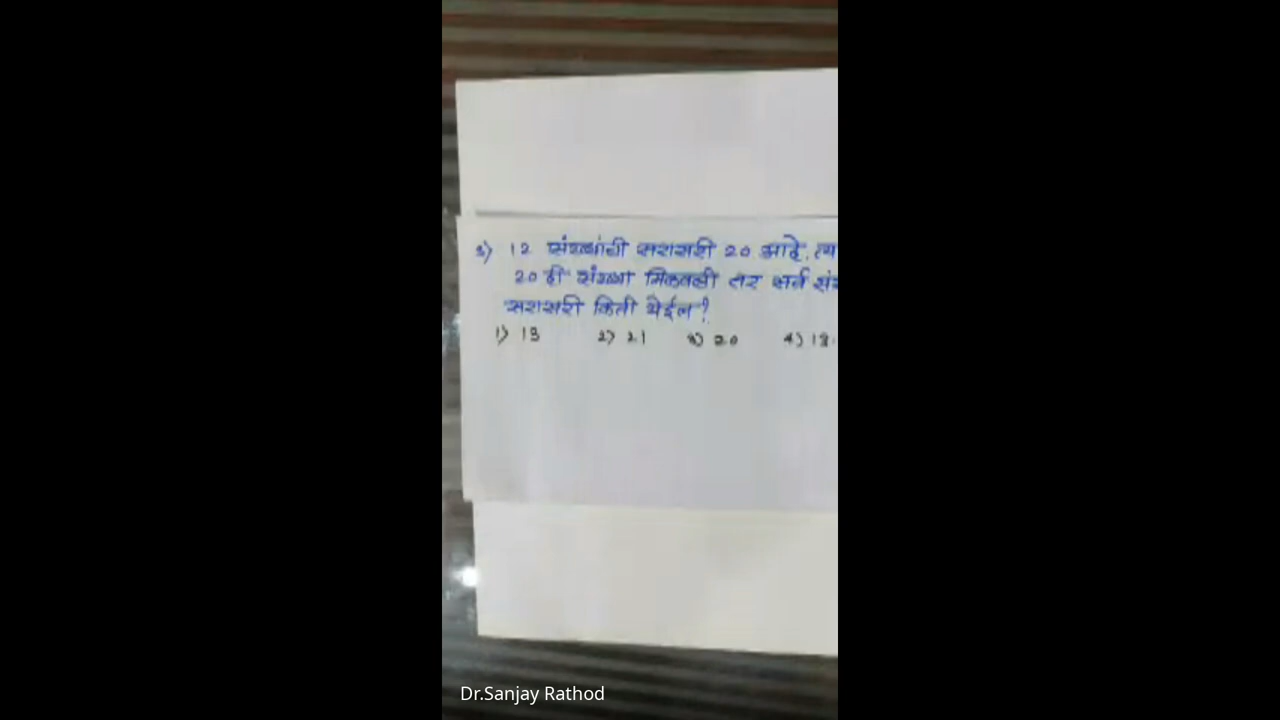 3) 12 संख्यांची सरासरी 20 आहे. त्य
20 ही संख्या मिळवली तर सर्व संख
सरासरी किती येईल?
1) 13 2) 21 3) 20 4) 18
Dr.Sanjay Rathod